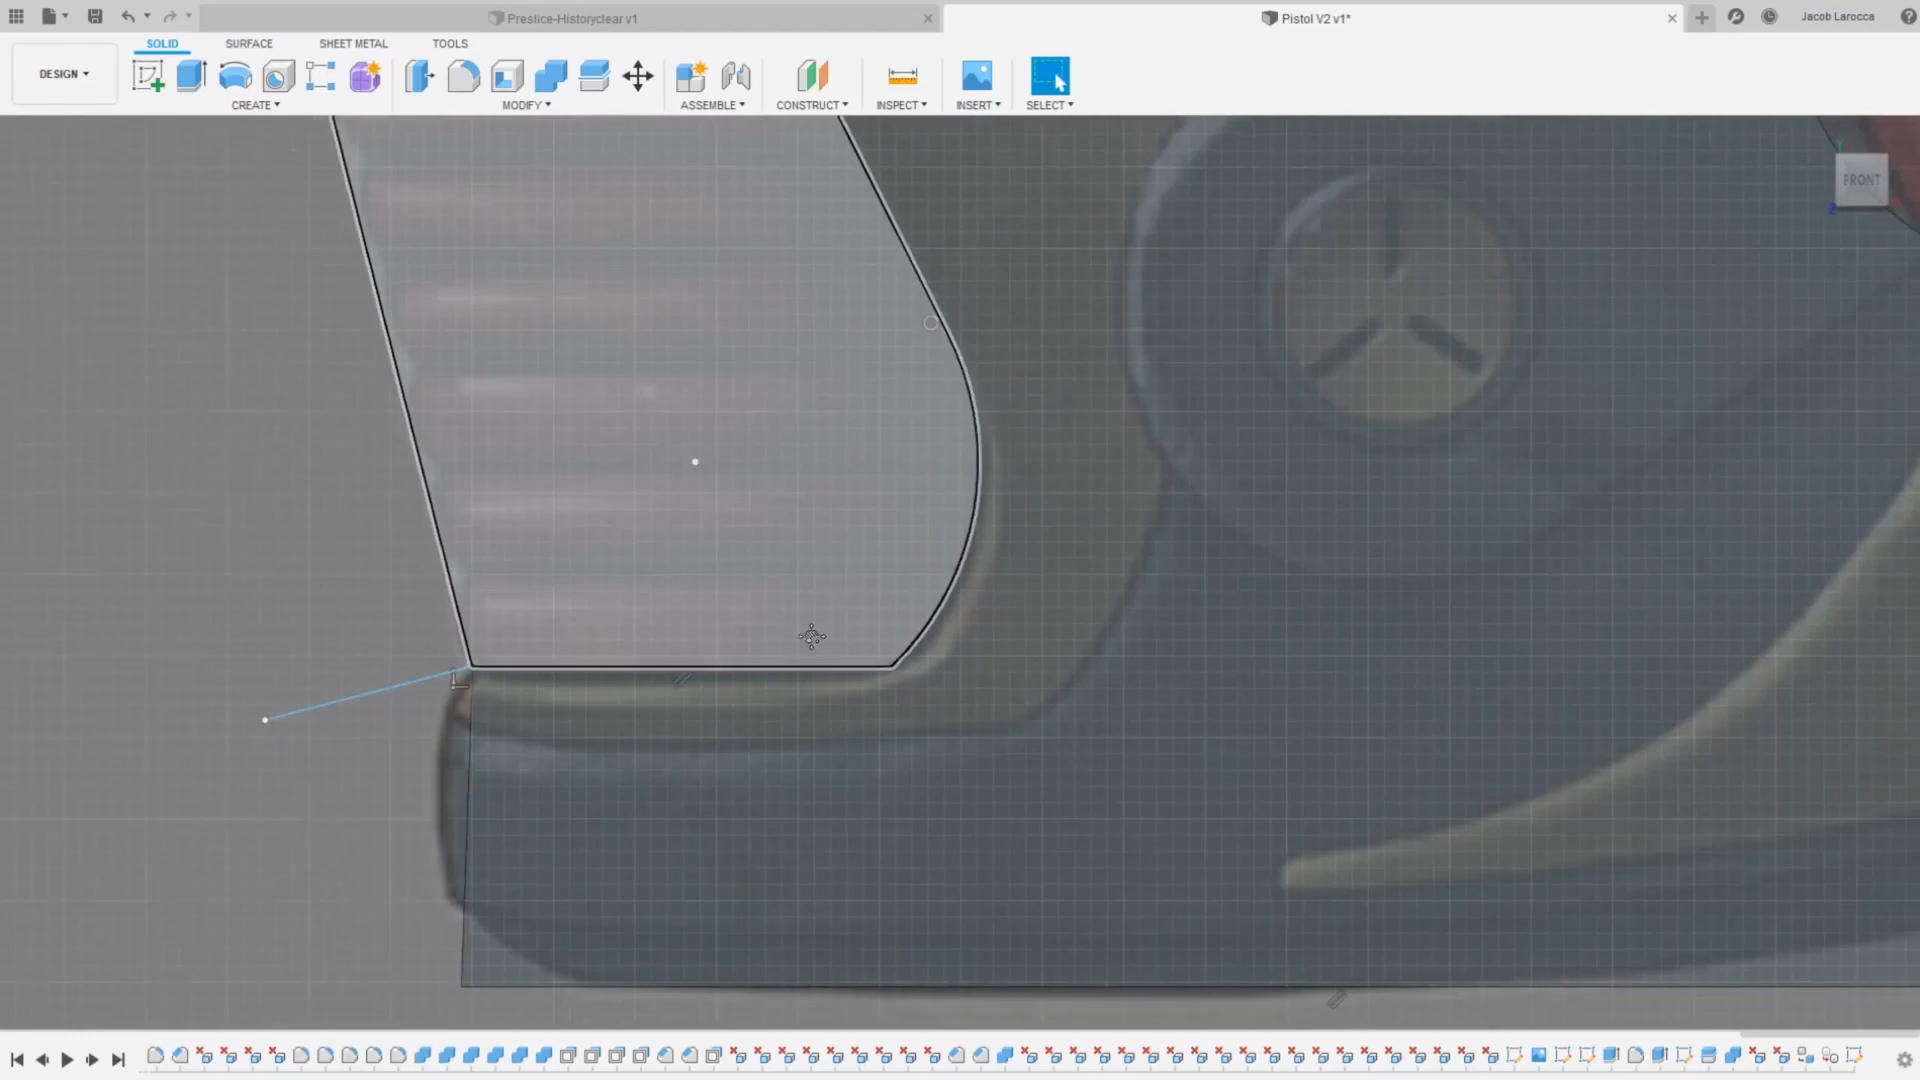 Preslice-Historyclear v1
Pistol V2 v1*
Jacob Larocca
DESIGN
SOLID
SURFACE
SHEET METAL
TOOLS
CREATE
MODIFY
ASSEMBLE
CONSTRUCT
INSPECT
INSERT
SELECT
Y
FRONT
Z